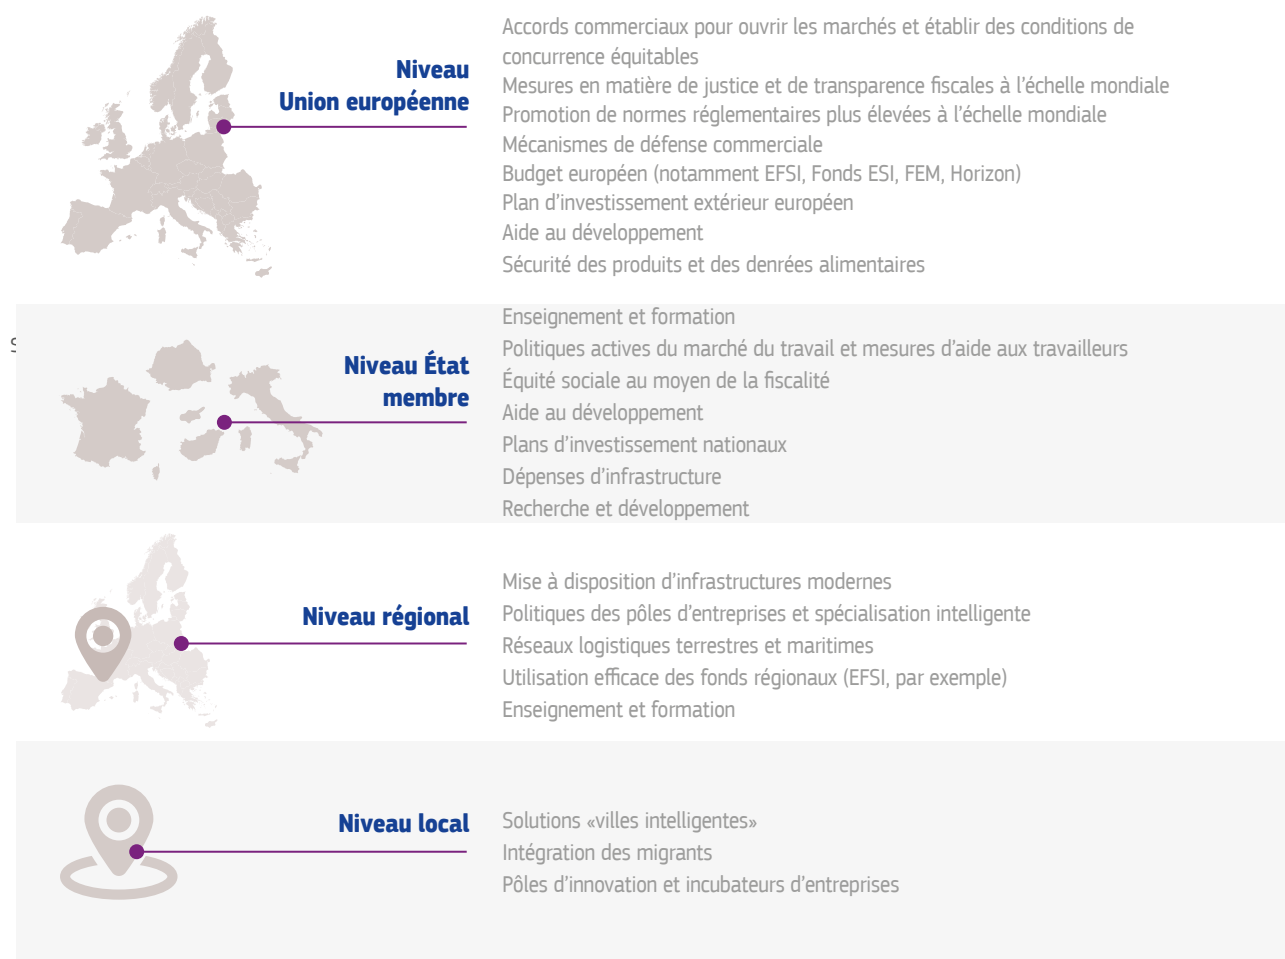 Niveau
Union européenne
Accords commerciaux pour ouvrir les marchés et établir des conditions de
concurrence équitables
Mesures en matière de justice et de transparence fiscales à l'échelle mondiale
Promotion de normes réglementaires plus élevées à l'échelle mondiale
Mécanismes de défense commerciale
Budget européen (notamment EFSI, Fonds ESI, FEM, Horizon)
Plan d'investissement extérieur européen
Aide au développement
Sécurité des produits et des denrées alimentaires
Niveau État
membre
Enseignement et formation
Politiques actives du marché du travail et mesures d'aide aux travailleurs
Équité sociale au moyen de la fiscalité
Aide au développement
Plans d'investissement nationaux
Dépenses d'infrastructure
Recherche et développement
Niveau régional
Mise à disposition d'infrastructures modernes
Politiques des pôles d'entreprises et spécialisation intelligente
Réseaux logistiques terrestres et maritimes
Utilisation efficace des fonds régionaux (EFSI, par exemple)
Enseignement et formation
Niveau local
Solutions «villes intelligentes»
Intégration des migrants
Pôles d'innovation et incubateurs d'entreprises